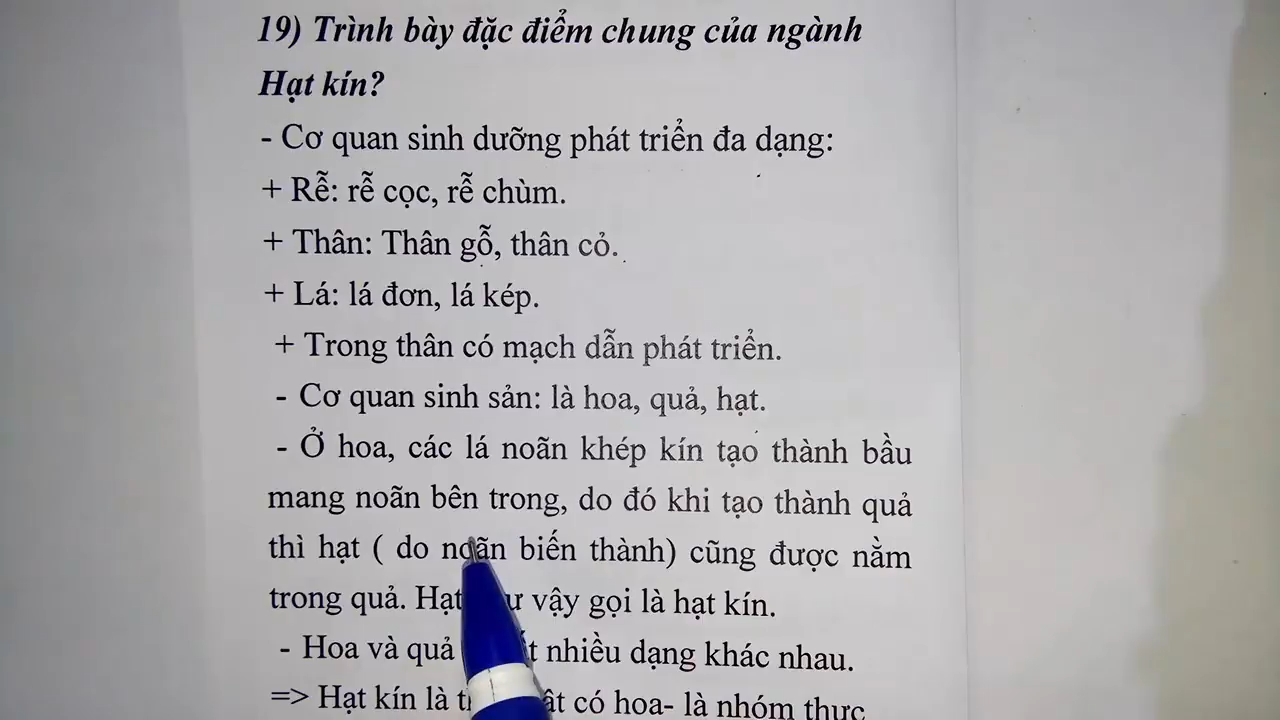 19) Trình bày đặc điểm chung của ngành
Hạt kín?
- Cơ quan sinh dưỡng phát triển đa dạng:
+ Rễ: rễ cọc, rễ chùm.
+ Thân: Thân gỗ, thân cỏ.
+ Lá: lá đơn, lá kép.
+ Trong thân có mạch dẫn phát triển.
- Cơ quan sinh sản: là hoa, quả, hạt.
- Ở hoa, các lá noãn khép kín tạo thành bầu
mang noãn bên trong, do đó khi tạo thành quả
thì hạt ( do noãn biến thành) cũng được nằm
trong quả. Hạt vậy gọi là hạt kín.
- Hoa và quả nhiều dạng khác nhau.
=> Hạt kín là có hoa- là nhóm thực